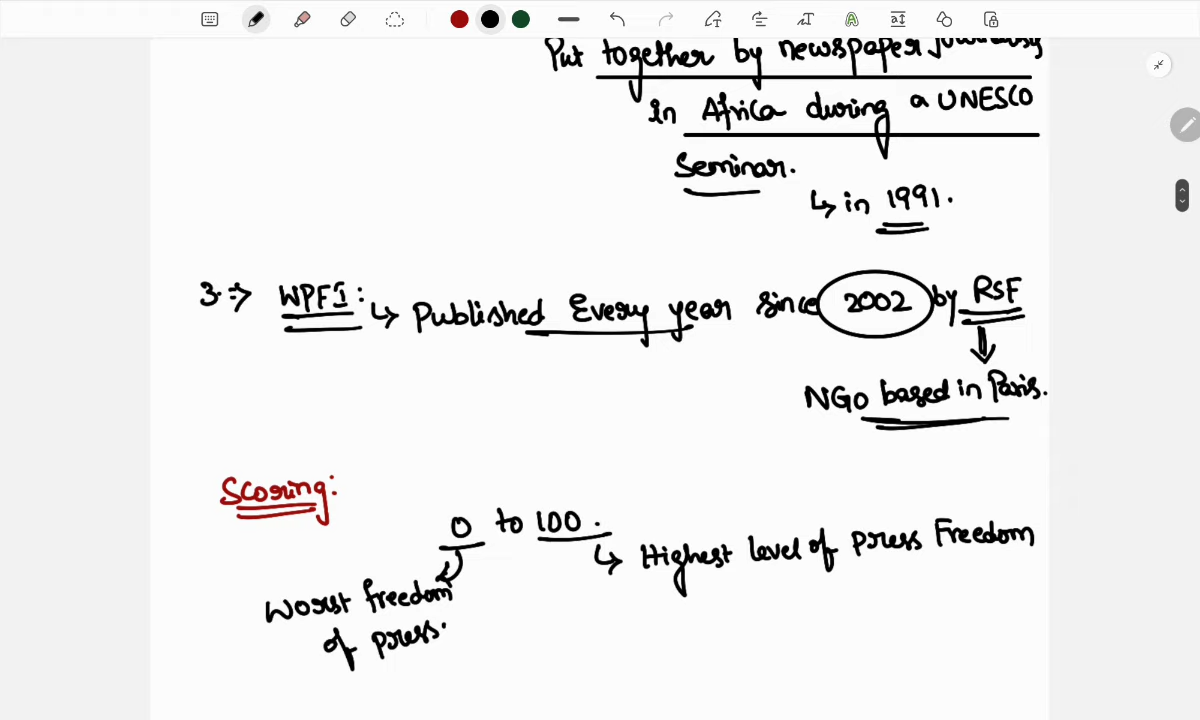 Put together by newspaper journalists
in Africa during a UNESCO
Seminar.
↳ in 1991.
3 ⇒ WPFI: ↳ Published Every year since 2002 by RSF
NGO based in Paris.
Scoring:
0 to 100.
↳ Highest level of press Freedom
Worst freedom
of press.